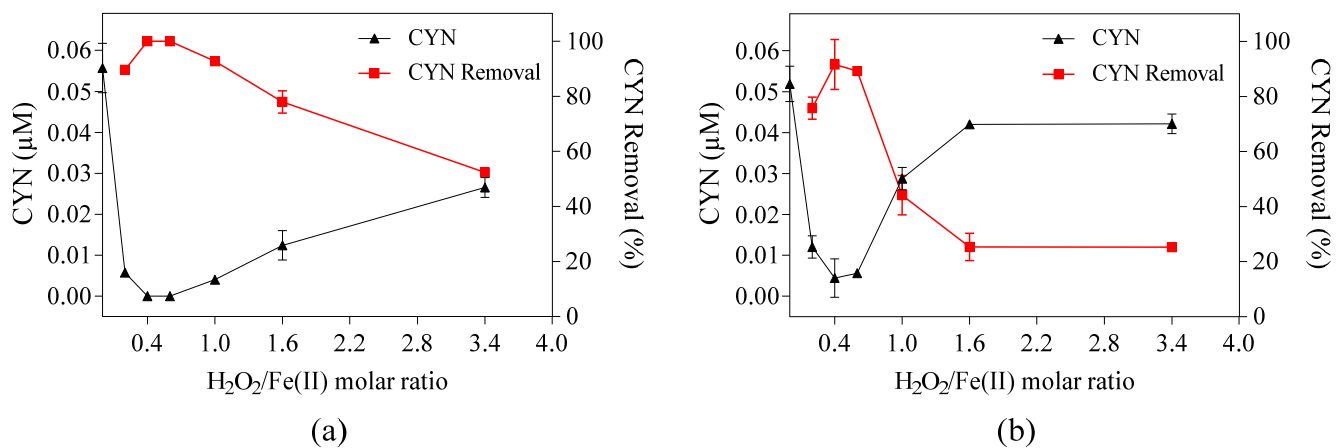 CYN
CYN Removal
CYN (μM)
0.06
0.05
0.04
0.03
0.02
0.01
0.00
100
80
60
40
20
0
CYN Removal (%)
0.4 1.0 1.6 2.2 2.8 3.4 4.0
H₂O₂/Fe(II) molar ratio
(a)
CYN
CYN Removal
CYN (μM)
0.06
0.05
0.04
0.03
0.02
0.01
0.00
100
80
60
40
20
0
CYN Removal (%)
0.4 1.0 1.6 2.2 2.8 3.4 4.0
H₂O₂/Fe(II) molar ratio
(b)